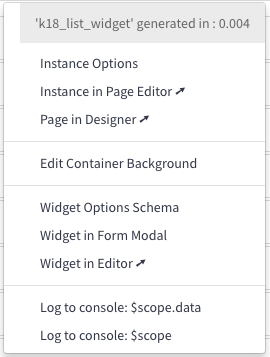 'k18_list_widget' generated in : 0.004
Instance Options
Instance in Page Editor ➚
Page in Designer ➚
Edit Container Background
Widget Options Schema
Widget in Form Modal
Widget in Editor ➚
Log to console: $scope.data
Log to console: $scope